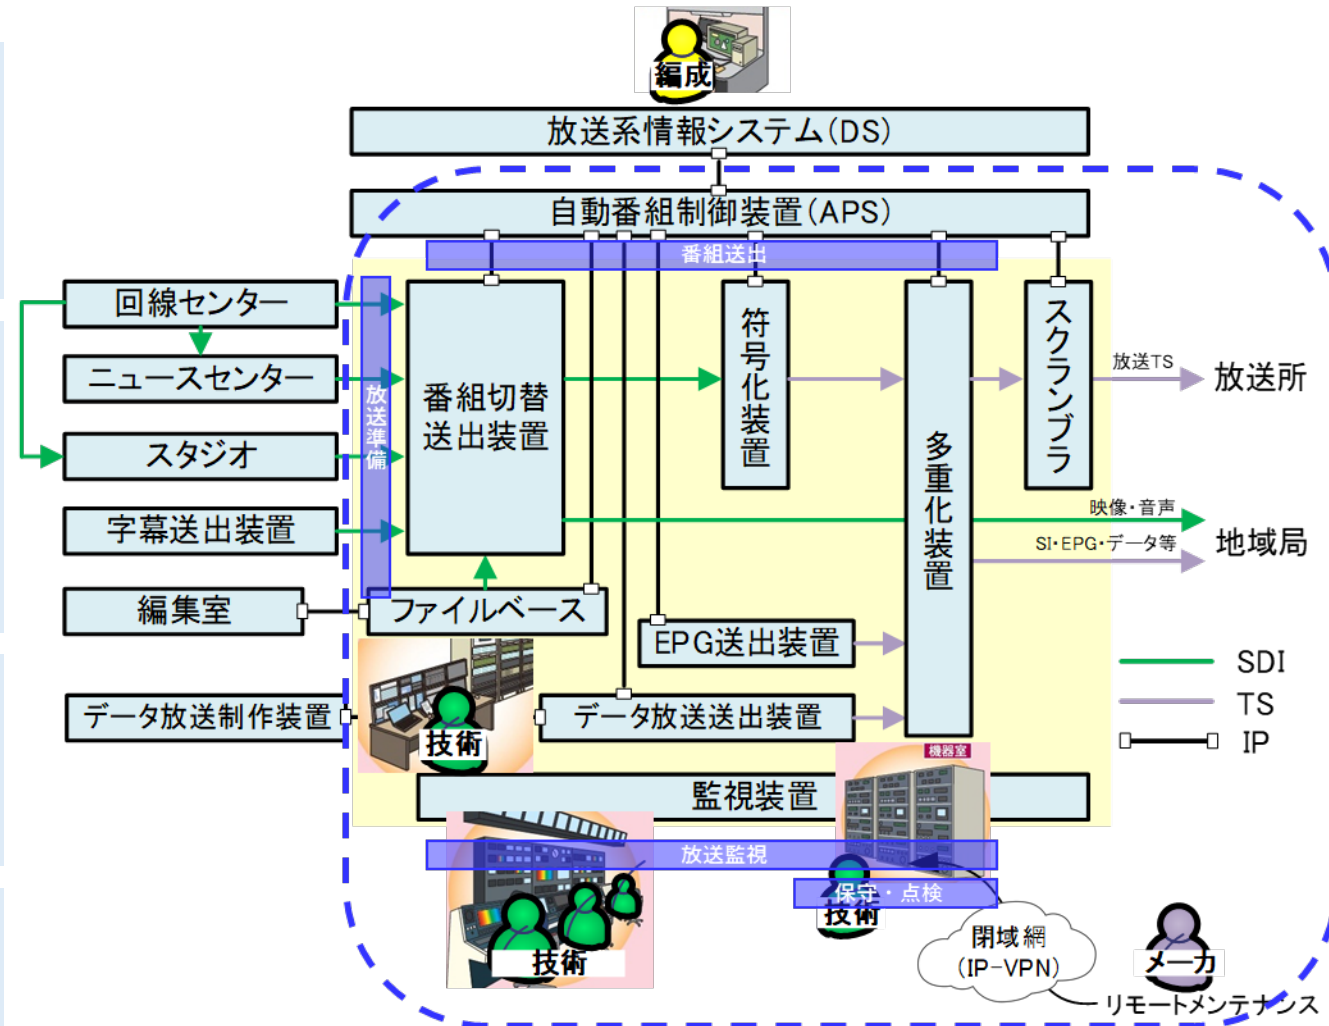 編成
放送系情報システム(DS)
自動番組制御装置(APS)
番組送出
回線センター
ニュースセンター
スタジオ
字幕送出装置
編集室
データ放送制作装置
放送準備
番組切替
送出装置
ファイルベース
符号化装置
多重化装置
スクランブラ
放送TS
放送所
映像・音声
SI・EPG・データ等
地域局
EPG送出装置
データ放送送出装置
SDI
TS
IP
技術
機器室
監視装置
放送監視
保守・点検
技術
技術
閉域網
(IP-VPN)
メーカ
リモートメンテナンス